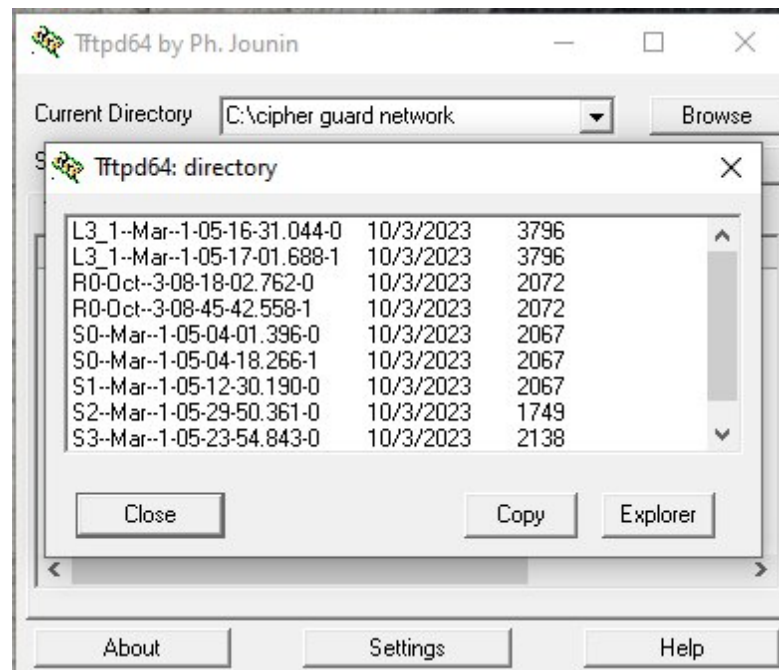 Tftpd64 by Ph. Jounin
Current Directory C:\cipher guard network Browse
S
Tftpd64: directory
L3_1--Mar--1-05-16-31.044-0 10/3/2023 3796
L3_1--Mar--1-05-17-01.688-1 10/3/2023 3796
R0-Oct--3-08-18-02.762-0 10/3/2023 2072
R0-Oct--3-08-45-42.558-1 10/3/2023 2072
S0--Mar--1-05-04-01.396-0 10/3/2023 2067
S0--Mar--1-05-04-18.266-1 10/3/2023 2067
S1--Mar--1-05-12-30.190-0 10/3/2023 2067
S2--Mar--1-05-29-50.361-0 10/3/2023 1749
S3--Mar--1-05-23-54.843-0 10/3/2023 2138
Close Copy Explorer
About Settings Help